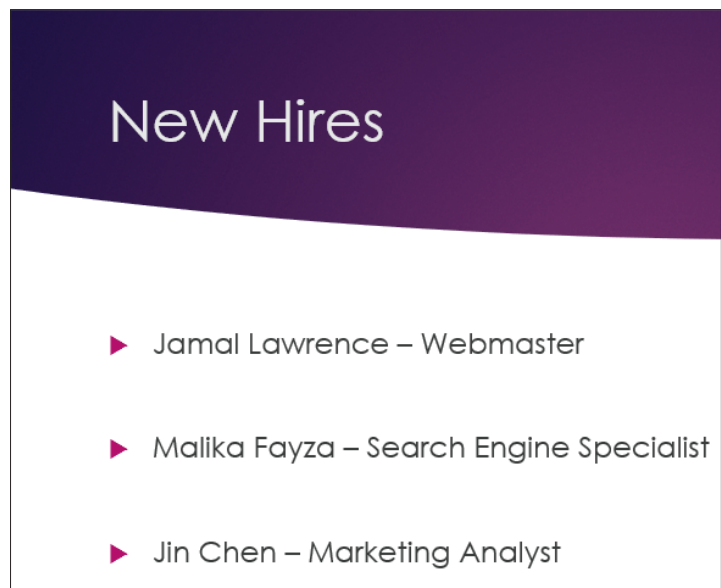 New Hires
Jamal Lawrence – Webmaster
Malika Fayza – Search Engine Specialist
Jin Chen – Marketing Analyst